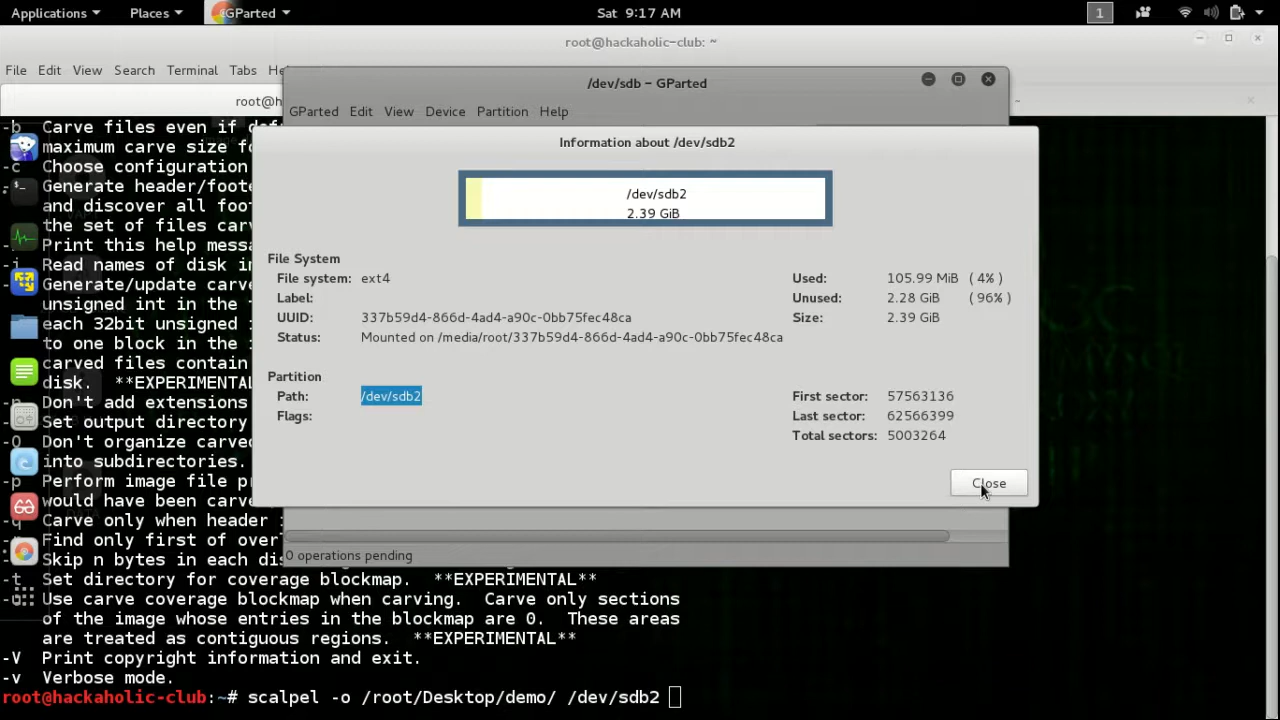 Applications Places GParted Sat 9:17 AM 1
root@hackaholic-club: ~
File Edit View Search Terminal Tabs He
root@h
/dev/sdb – GParted
GParted Edit View Device Partition Help
Information about /dev/sdb2
/dev/sdb2
2.39 GiB
File System
File system: ext4
Label:
UUID: 337b59d4-866d-4ad4-a90c-0bb75fec48ca
Status: Mounted on /media/root/337b59d4-866d-4ad4-a90c-0bb75fec48ca
Used: 105.99 MiB ( 4% )
Unused: 2.28 GiB ( 96% )
Size: 2.39 GiB
Partition
Path: /dev/sdb2
Flags:
First sector: 57563136
Last sector: 62566399
Total sectors: 5003264
Close
0 operations pending
-b Carve files even if def
maximum carve size fo
-c Choose configuration
Generate header/foote
and discover all foot
the set of files carv
Print this help messa
-i Read names of disk i
Generate/update carve
unsigned int in the
each 32bit unsigned i
to one block in the i
carved files contain
disk. **EXPERIMENTAL
Don't add extensions
Set output directory
-O Don't organize carved
into subdirectories.
-p Perform image file pr
would have been carve
-q Carve only when header
Find only first of over
Skip n bytes in each dis
-t Set directory for coverage blockmap. **EXPERIMENTAL**
Use carve coverage blockmap when carving. Carve only sections
of the image whose entries in the blockmap are 0. These areas
are treated as contiguous regions. **EXPERIMENTAL**
-V Print copyright information and exit.
-v Verbose mode.
root@hackaholic-club:~# scalpel -o /root/Desktop/demo/ /dev/sdb2